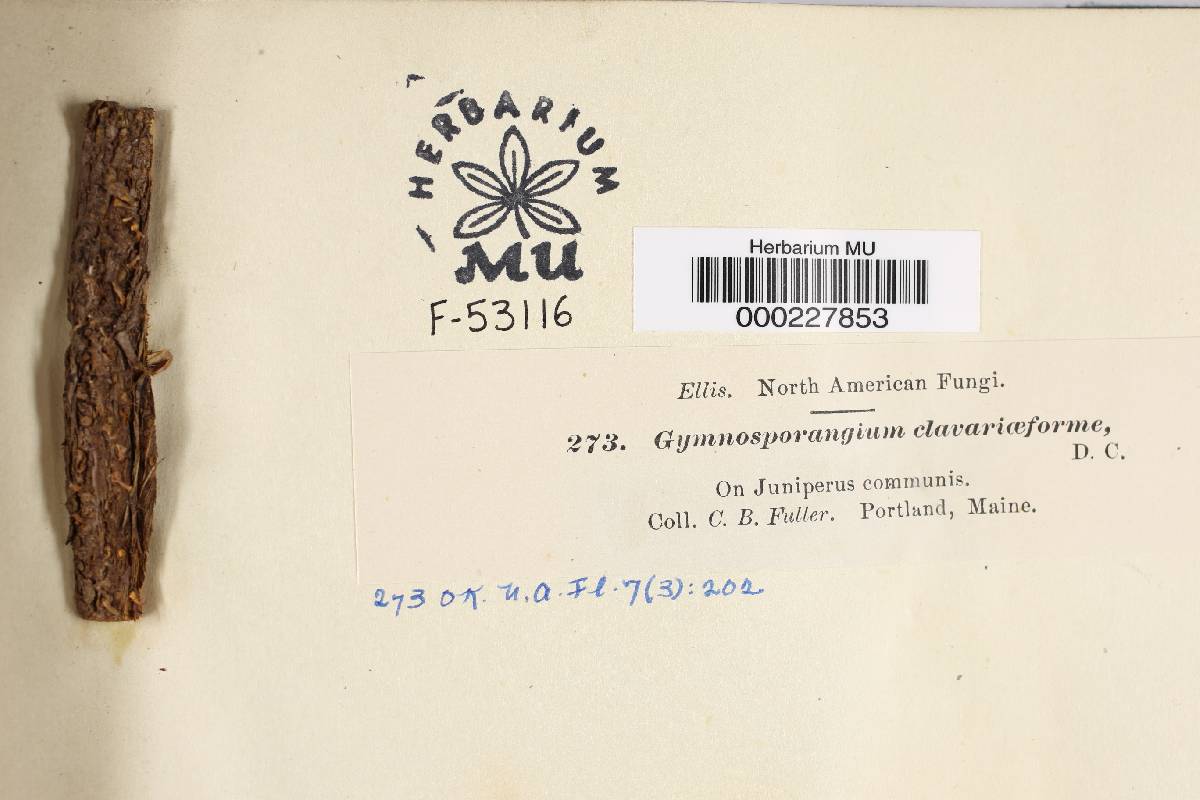 HERBARIUM
MU
F-53116
Herbarium MU
000227853
Ellis. North American Fungi.
273. Gymnosporangium clavariæforme,
D. C.
On Juniperus communis.
Coll. C. B. Fuller. Portland, Maine.
273 OK. N.A. Fl. 7(3):202